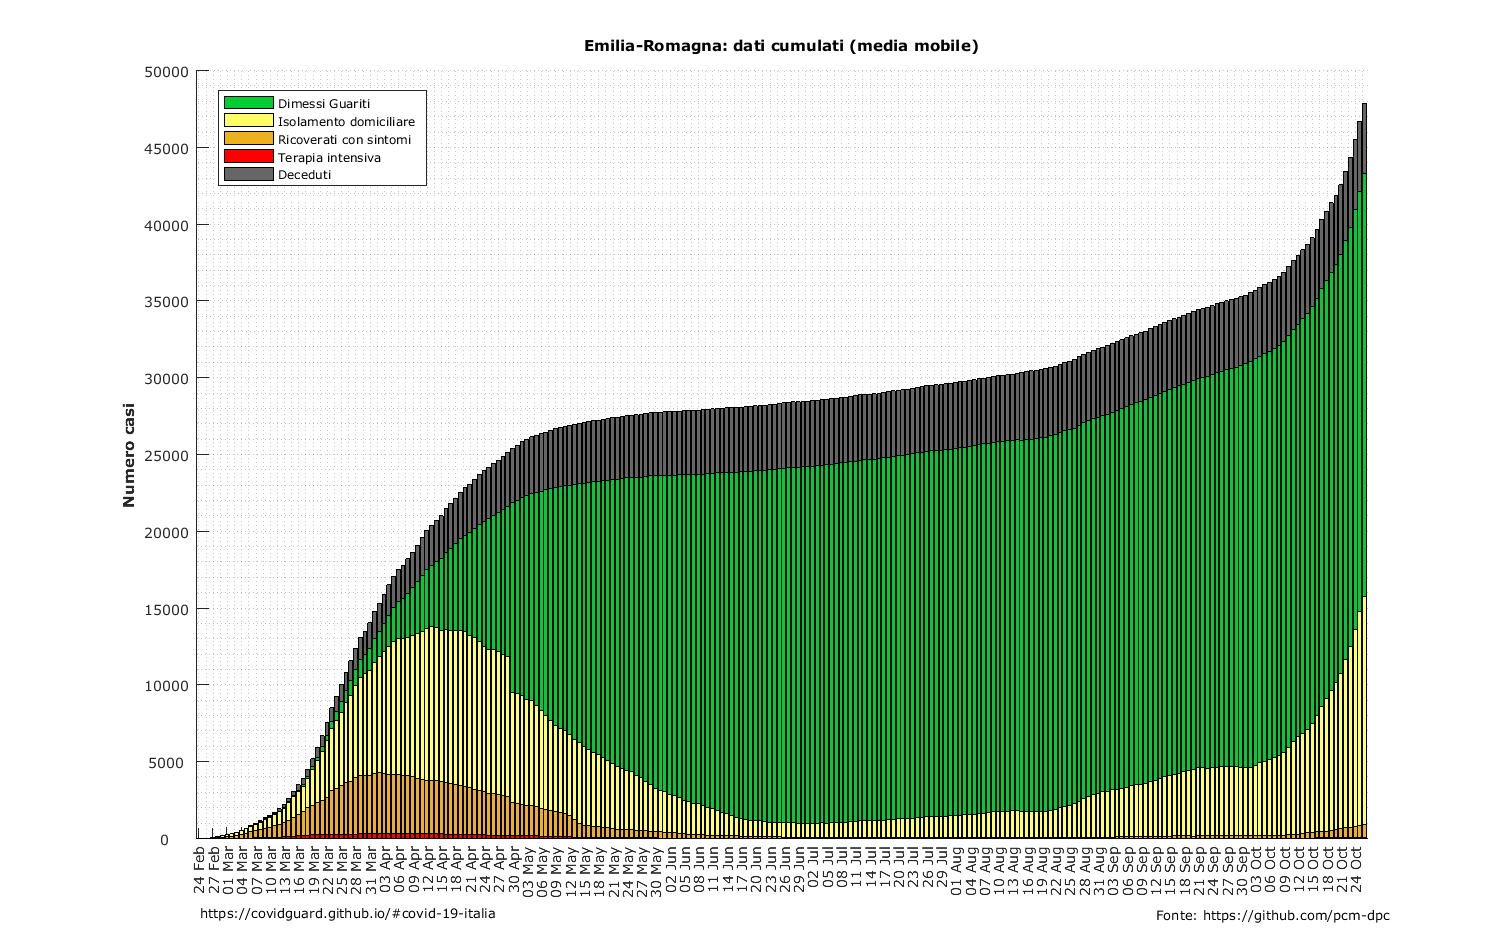 Emilia-Romagna: dati cumulati (media mobile)
50000
45000
40000
35000
30000
25000
20000
15000
10000
5000
0
Numero casi
Dimessi Guariti
Isolamento domiciliare
Ricoverati con sintomi
Terapia intensiva
Deceduti
24 Feb
27 Feb
01 Mar
04 Mar
07 Mar
10 Mar
13 Mar
16 Mar
19 Mar
22 Mar
25 Mar
28 Mar
31 Mar
03 Apr
06 Apr
09 Apr
12 Apr
15 Apr
18 Apr
21 Apr
24 Apr
27 Apr
30 Apr
03 May
06 May
09 May
12 May
15 May
18 May
21 May
24 May
27 May
30 May
02 Jun
05 Jun
08 Jun
11 Jun
14 Jun
17 Jun
20 Jun
23 Jun
26 Jun
29 Jun
02 Jul
05 Jul
08 Jul
11 Jul
14 Jul
17 Jul
20 Jul
23 Jul
26 Jul
29 Jul
01 Aug
04 Aug
07 Aug
10 Aug
13 Aug
16 Aug
19 Aug
22 Aug
25 Aug
28 Aug
31 Aug
03 Sep
06 Sep
09 Sep
12 Sep
15 Sep
18 Sep
21 Sep
24 Sep
27 Sep
30 Sep
03 Oct
06 Oct
09 Oct
12 Oct
15 Oct
18 Oct
21 Oct
24 Oct
https://covidguard.github.io/#covid-19-italia
Fonte: https://github.com/pcm-dpc